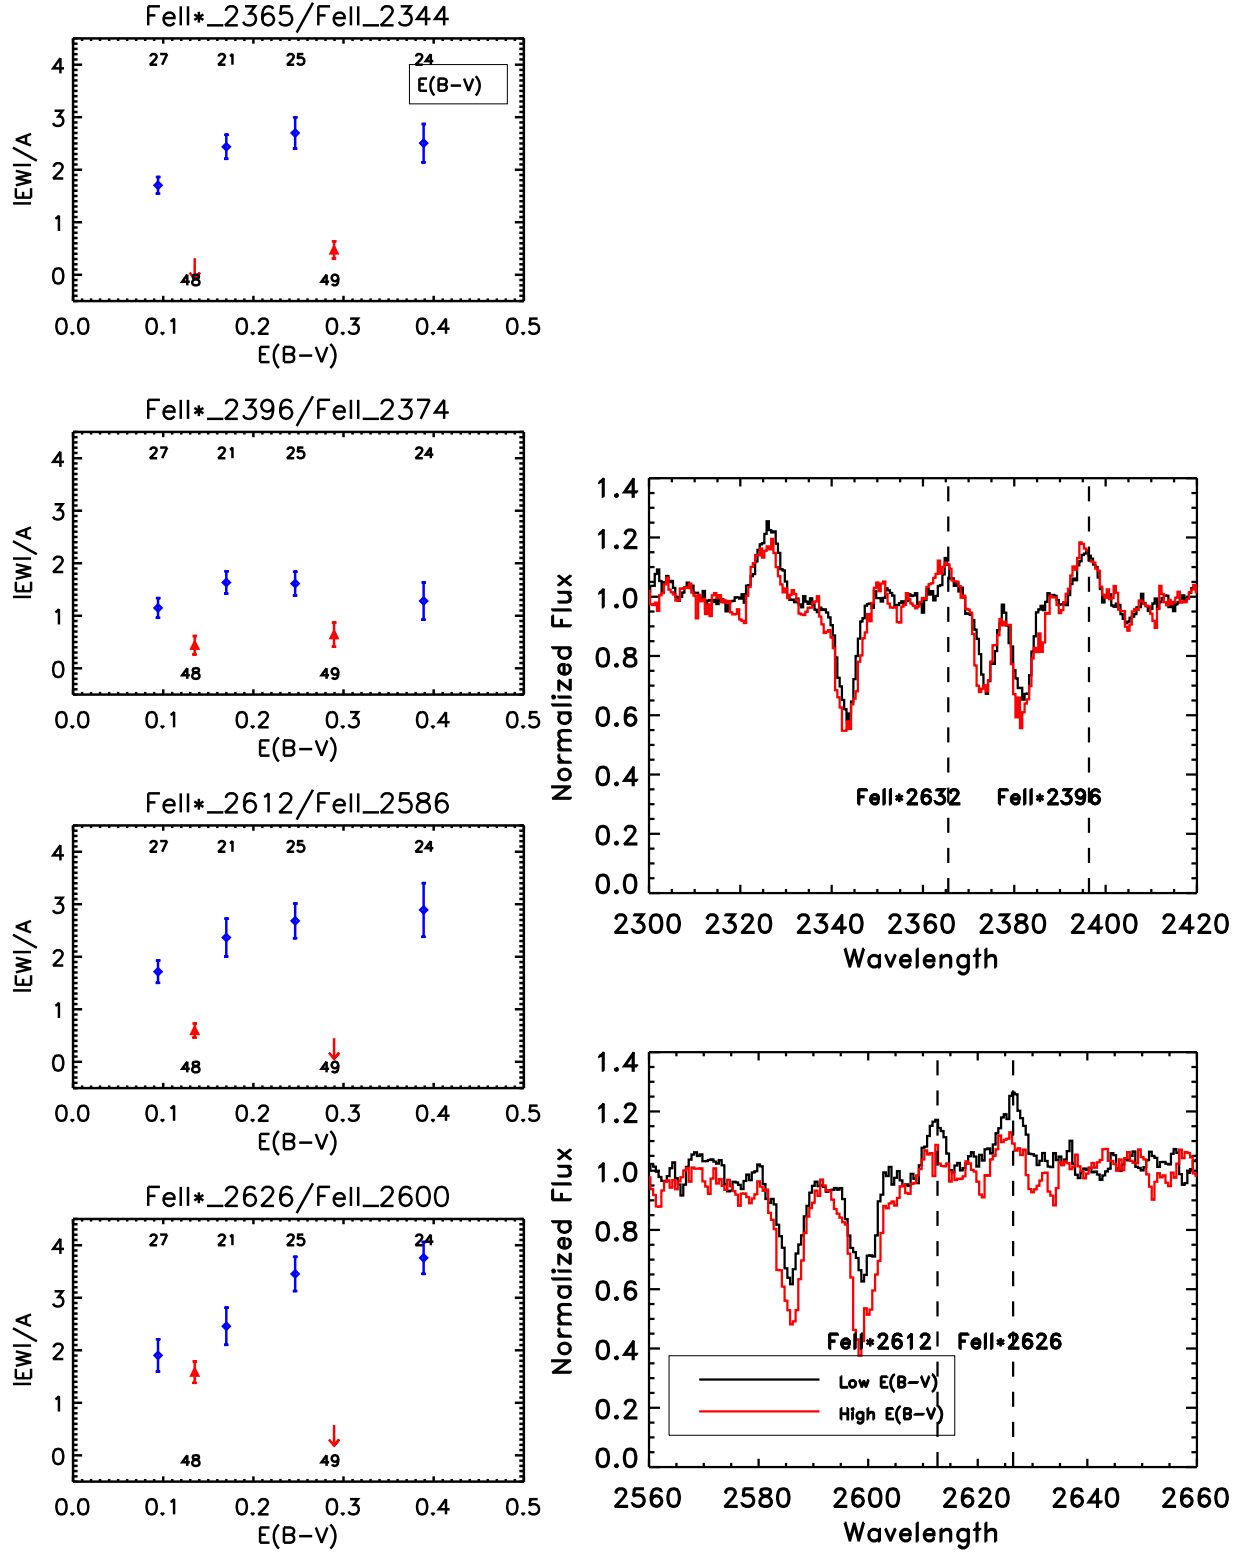 FeII*_2365/FeII_2344
27 21 25 24
E(B-V)
4
3
2
1
0
|EW|/A
48 49
0.0 0.1 0.2 0.3 0.4 0.5
E(B-V)
FeII*_2396/FeII_2374
27 21 25 24
4
3
2
1
0
|EW|/A
48 49
0.0 0.1 0.2 0.3 0.4 0.5
E(B-V)
FeII*_2612/FeII_2586
27 21 25 24
4
3
2
1
0
|EW|/A
48 49
0.0 0.1 0.2 0.3 0.4 0.5
E(B-V)
FeII*_2626/FeII_2600
27 21 25 24
4
3
2
1
0
|EW|/A
48 49
0.0 0.1 0.2 0.3 0.4 0.5
E(B-V)
1.4
1.2
1.0
0.8
0.6
0.4
0.2
0.0
Normalized Flux
FeII*2632 FeII*2396
2300 2320 2340 2360 2380 2400 2420
Wavelength
1.4
1.2
1.0
0.8
0.6
0.4
0.2
0.0
Normalized Flux
FeII*2612 FeII*2626
Low E(B-V)
High E(B-V)
2560 2580 2600 2620 2640 2660
Wavelength